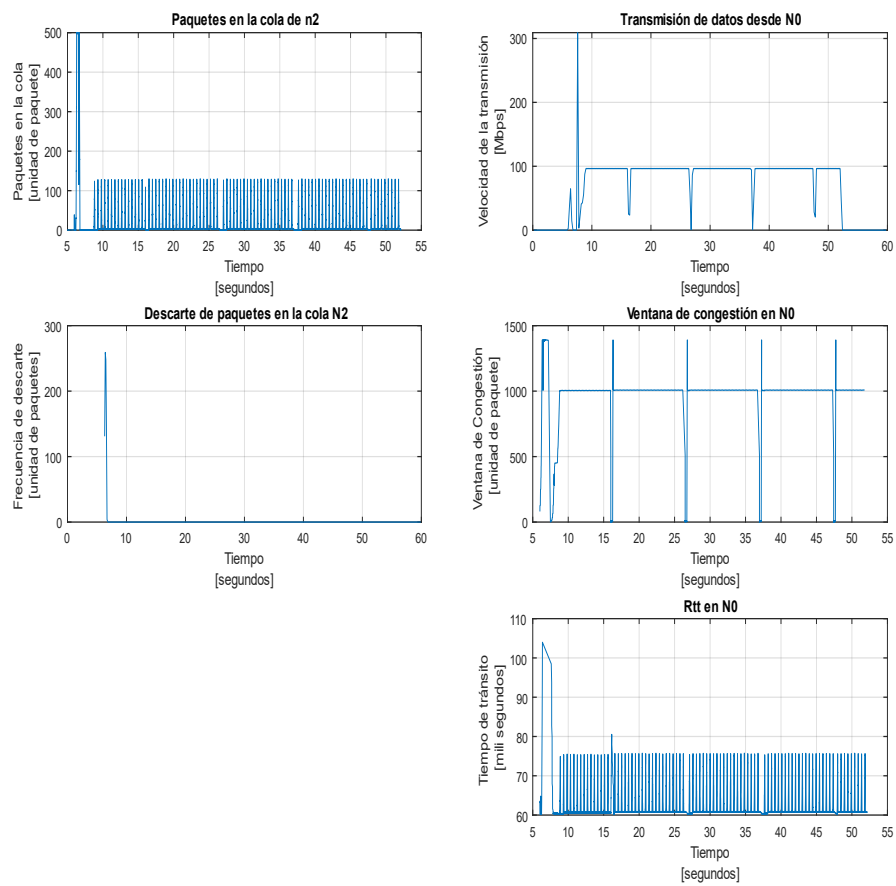 Paquetes en la cola de n2
Paquetes en la cola
[unidad de paquete]
500
400
300
200
100
0
5 10 15 20 25 30 35 40 45 50 55
Tiempo
[segundos]
Transmisión de datos desde N0
Velocidad de la transmisión
[Mbps]
300
200
100
0
0 10 20 30 40 50 60
Tiempo
[segundos]
Descarte de paquetes en la cola N2
Frecuencia de descarte
[unidad de paquetes]
300
200
100
0
0 10 20 30 40 50 60
Tiempo
[segundos]
Ventana de congestión en N0
Ventana de Congestión
[unidad de paquete]
1500
1000
500
0
5 10 15 20 25 30 35 40 45 50 55
Tiempo
[segundos]
Rtt en N0
Tiempo de tránsito
[mili segundos]
110
100
90
80
70
60
5 10 15 20 25 30 35 40 45 50 55
Tiempo
[segundos]